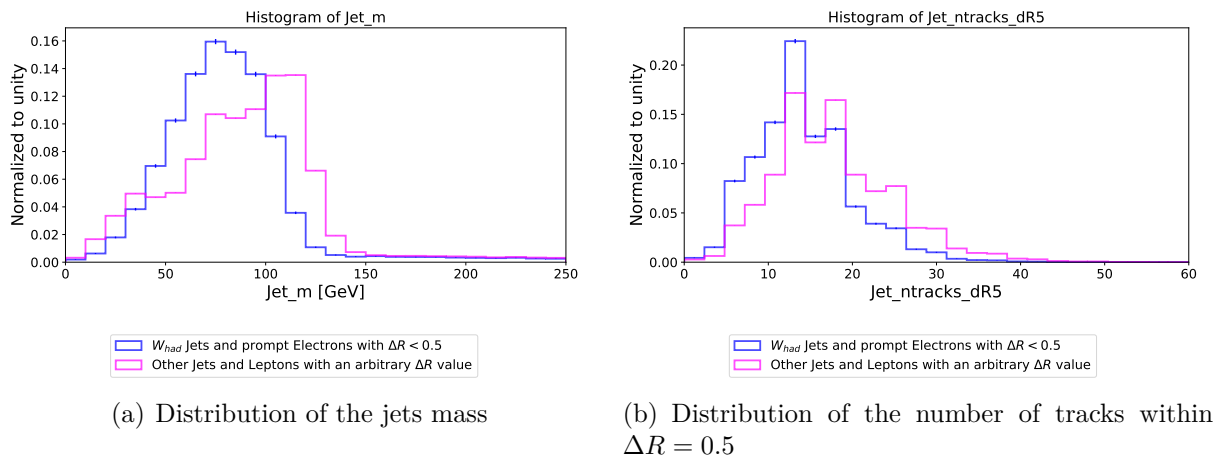 Histogram of Jet_m
Normalized to unity
0.16
0.14
0.12
0.10
0.08
0.06
0.04
0.02
0.00
0 50 100 150 200 250
Jet_m [GeV]
W_had Jets and prompt Electrons with ΔR < 0.5
Other Jets and Leptons with an arbitrary ΔR value
(a) Distribution of the jets mass
Histogram of Jet_ntracks_dR5
Normalized to unity
0.20
0.15
0.10
0.05
0.00
0 10 20 30 40 50 60
Jet_ntracks_dR5
W_had Jets and prompt Electrons with ΔR < 0.5
Other Jets and Leptons with an arbitrary ΔR value
(b) Distribution of the number of tracks within
ΔR = 0.5